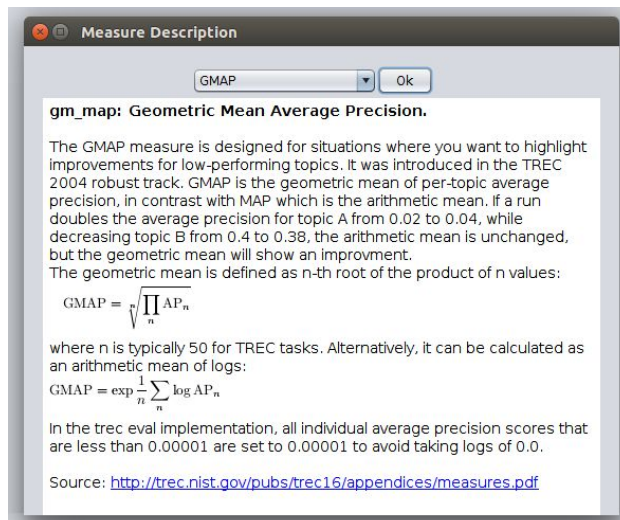 Measure Description
GMAP
Ok
gm_map: Geometric Mean Average Precision.
The GMAP measure is designed for situations where you want to highlight
improvements for low-performing topics. It was introduced in the TREC
2004 robust track. GMAP is the geometric mean of per-topic average
precision, in contrast with MAP which is the arithmetic mean. If a run
doubles the average precision for topic A from 0.02 to 0.04, while
decreasing topic B from 0.4 to 0.38, the arithmetic mean is unchanged,
but the geometric mean will show an improvment.
The geometric mean is defined as n-th root of the product of n values:
GMAP = ⁿ√∏ₙ APₙ
where n is typically 50 for TREC tasks. Alternatively, it can be calculated as
an arithmetic mean of logs:
GMAP = exp 1/n ∑ₙ log APₙ
In the trec eval implementation, all individual average precision scores that
are less than 0.00001 are set to 0.00001 to avoid taking logs of 0.0.
Source: http://trec.nist.gov/pubs/trec16/appendices/measures.pdf